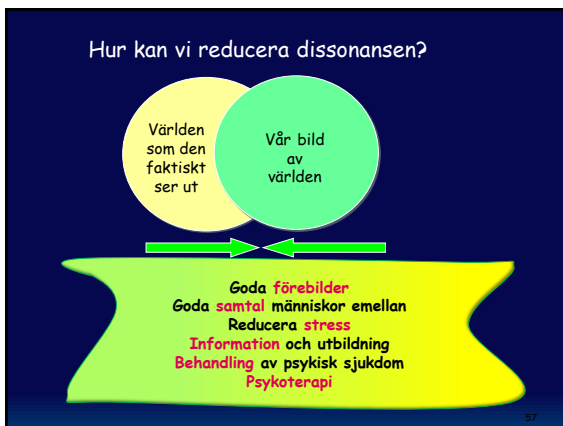 Hur kan vi reducera dissonansen?
Världen
som den
faktiskt
ser ut
Vår bild
av
världen
Goda förebilder
Goda samtal människor emellan
Reducera stress
Information och utbildning
Behandling av psykisk sjukdom
Psykoterapi
57